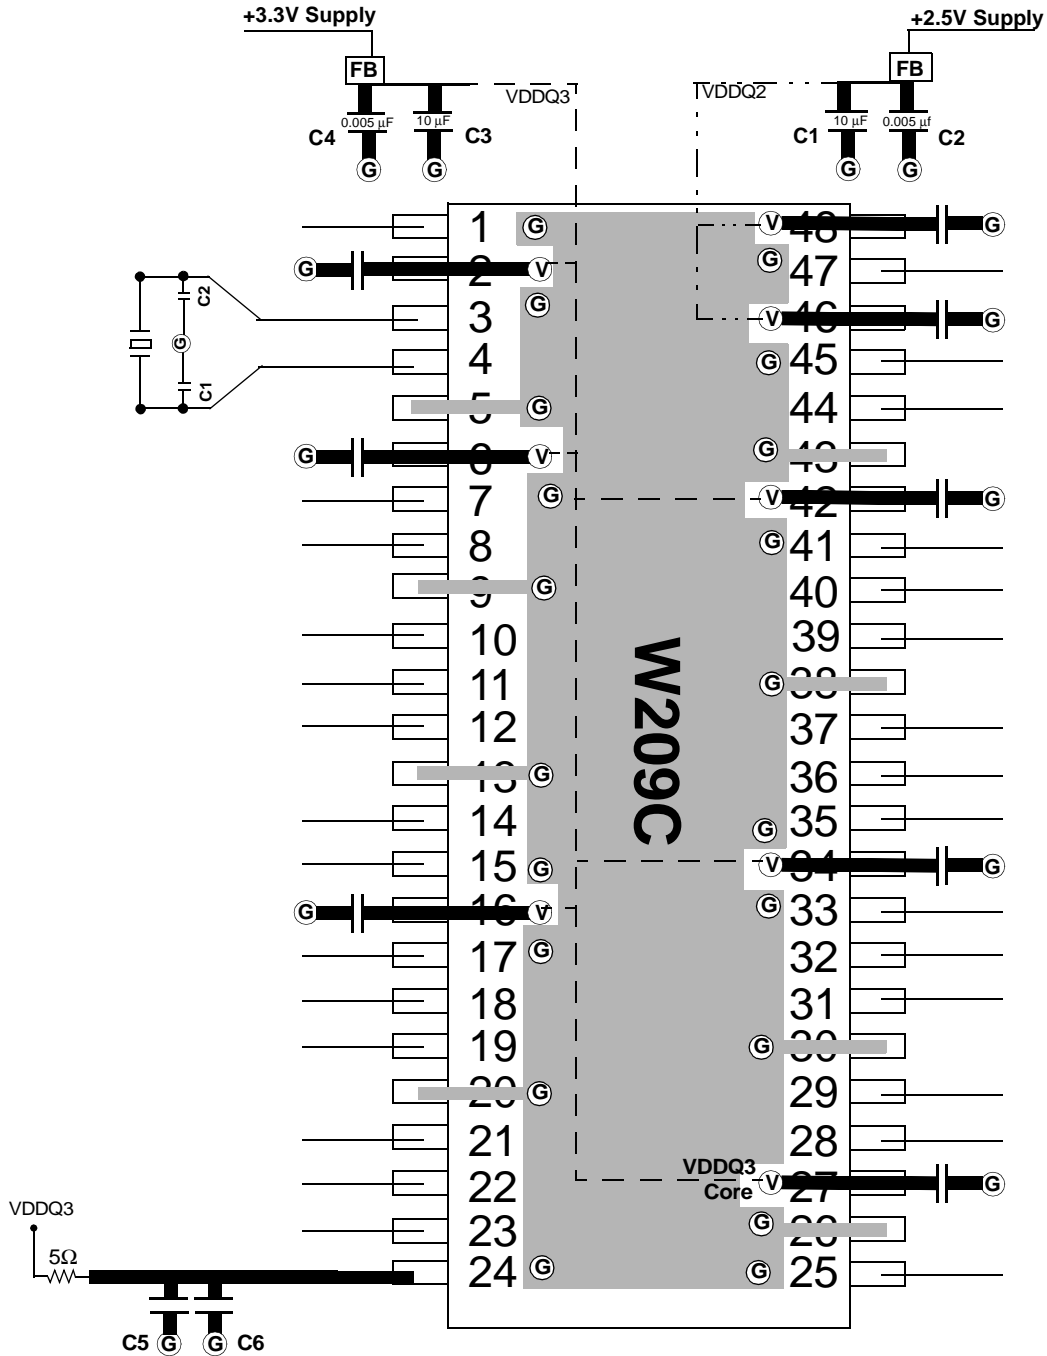 +3.3V Supply
+2.5V Supply
FB
FB
VDDQ3
VDDQ2
0.005 µF
10 µF
C4
C3
G
G
10 µF
0.005 µf
C1
C2
G
G
1
G
V
48
G
G
2
V
G
47
C2
G
3
G
V
46
G
G
C1
4
G
45
5
G
44
G
6
V
G
43
7
G
V
42
G
8
G
41
9
G
40
10
39
W209C
11
G
38
12
37
13
G
36
14
G
35
15
G
V
34
G
G
16
V
G
33
17
G
32
18
31
19
G
30
20
G
29
21
28
22
VDDQ3
Core
V
27
G
VDDQ3
23
G
26
5Ω
24
G
G
25
C5
G
G
C6